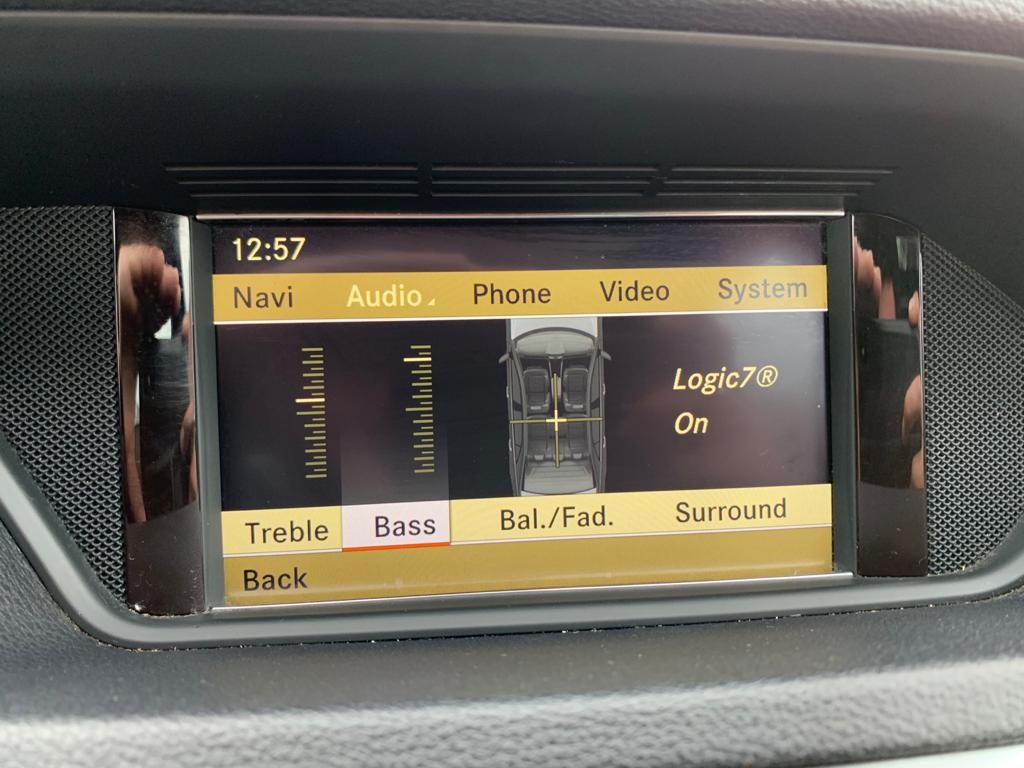 12:57
Navi Audio Phone Video System
Logic7®
On
Treble Bass Bal./Fad. Surround
Back